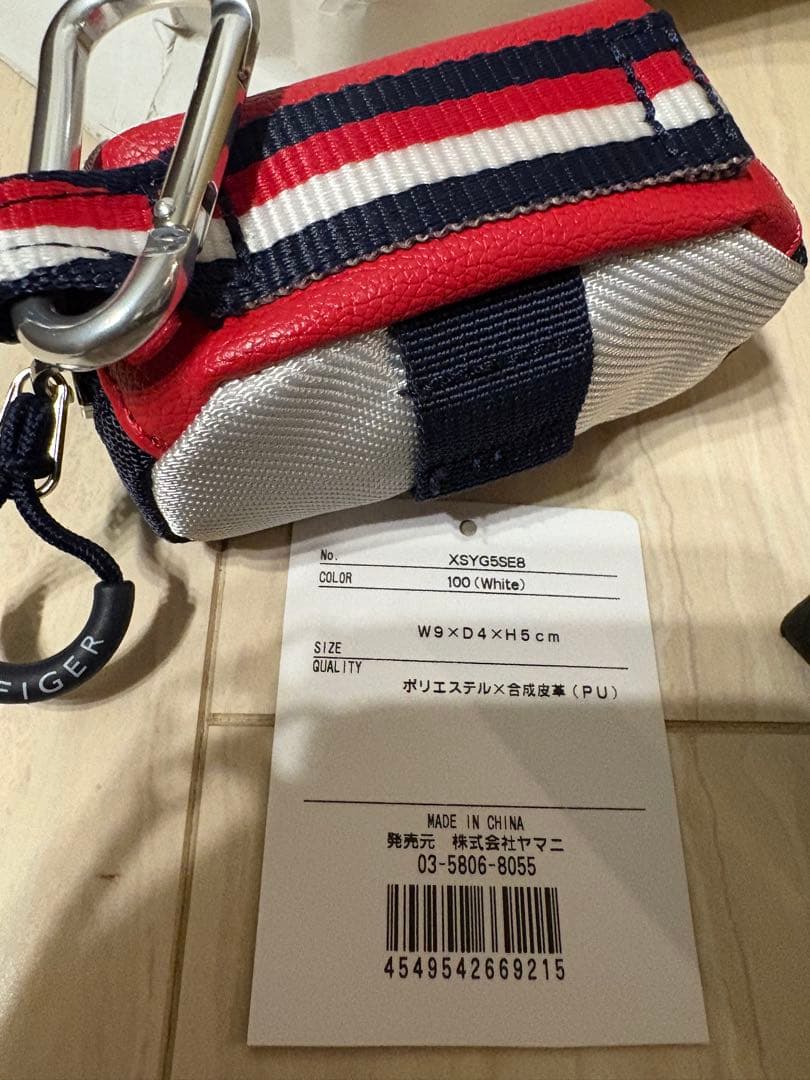 FIGER
No. XSYG5SE8
COLOR 100(White)
SIZE W9×D4×H5cm
QUALITY
ポリエステル×合成皮革(PU)
MADE IN CHINA
発売元 株式会社ヤマニ
03-5806-8055
4549542669215